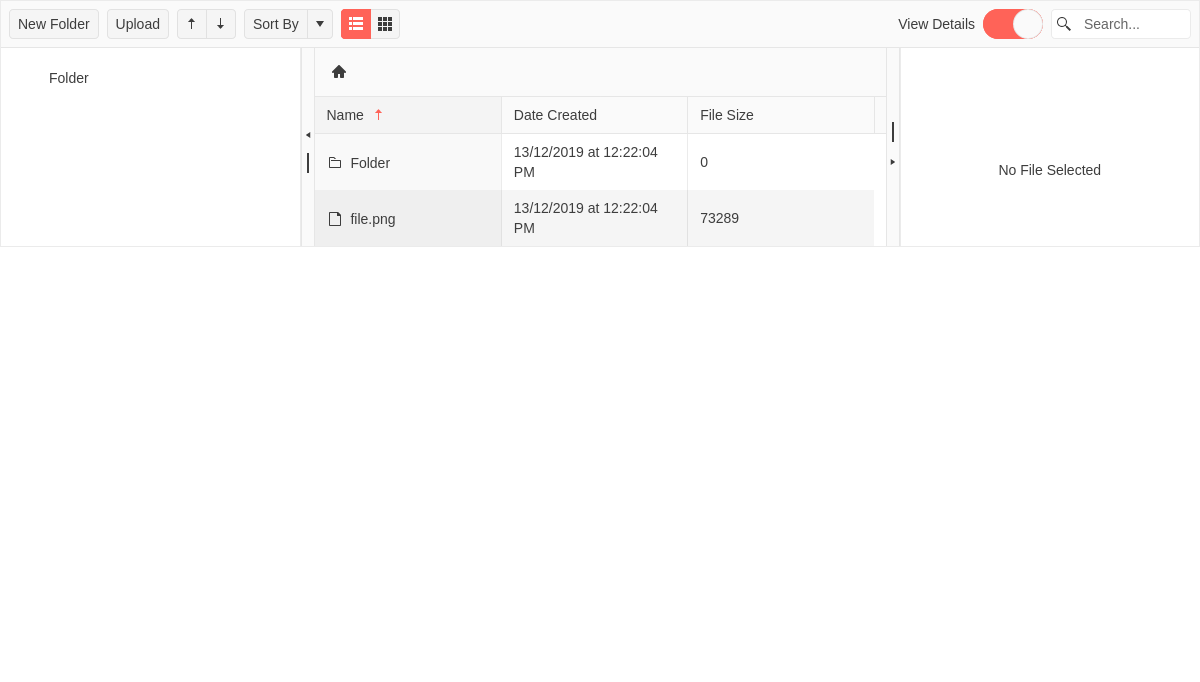 New Folder Upload Sort By View Details Search...
Folder
Name Date Created File Size
Folder 13/12/2019 at 12:22:04 PM 0
file.png 13/12/2019 at 12:22:04 PM 73289
No File Selected